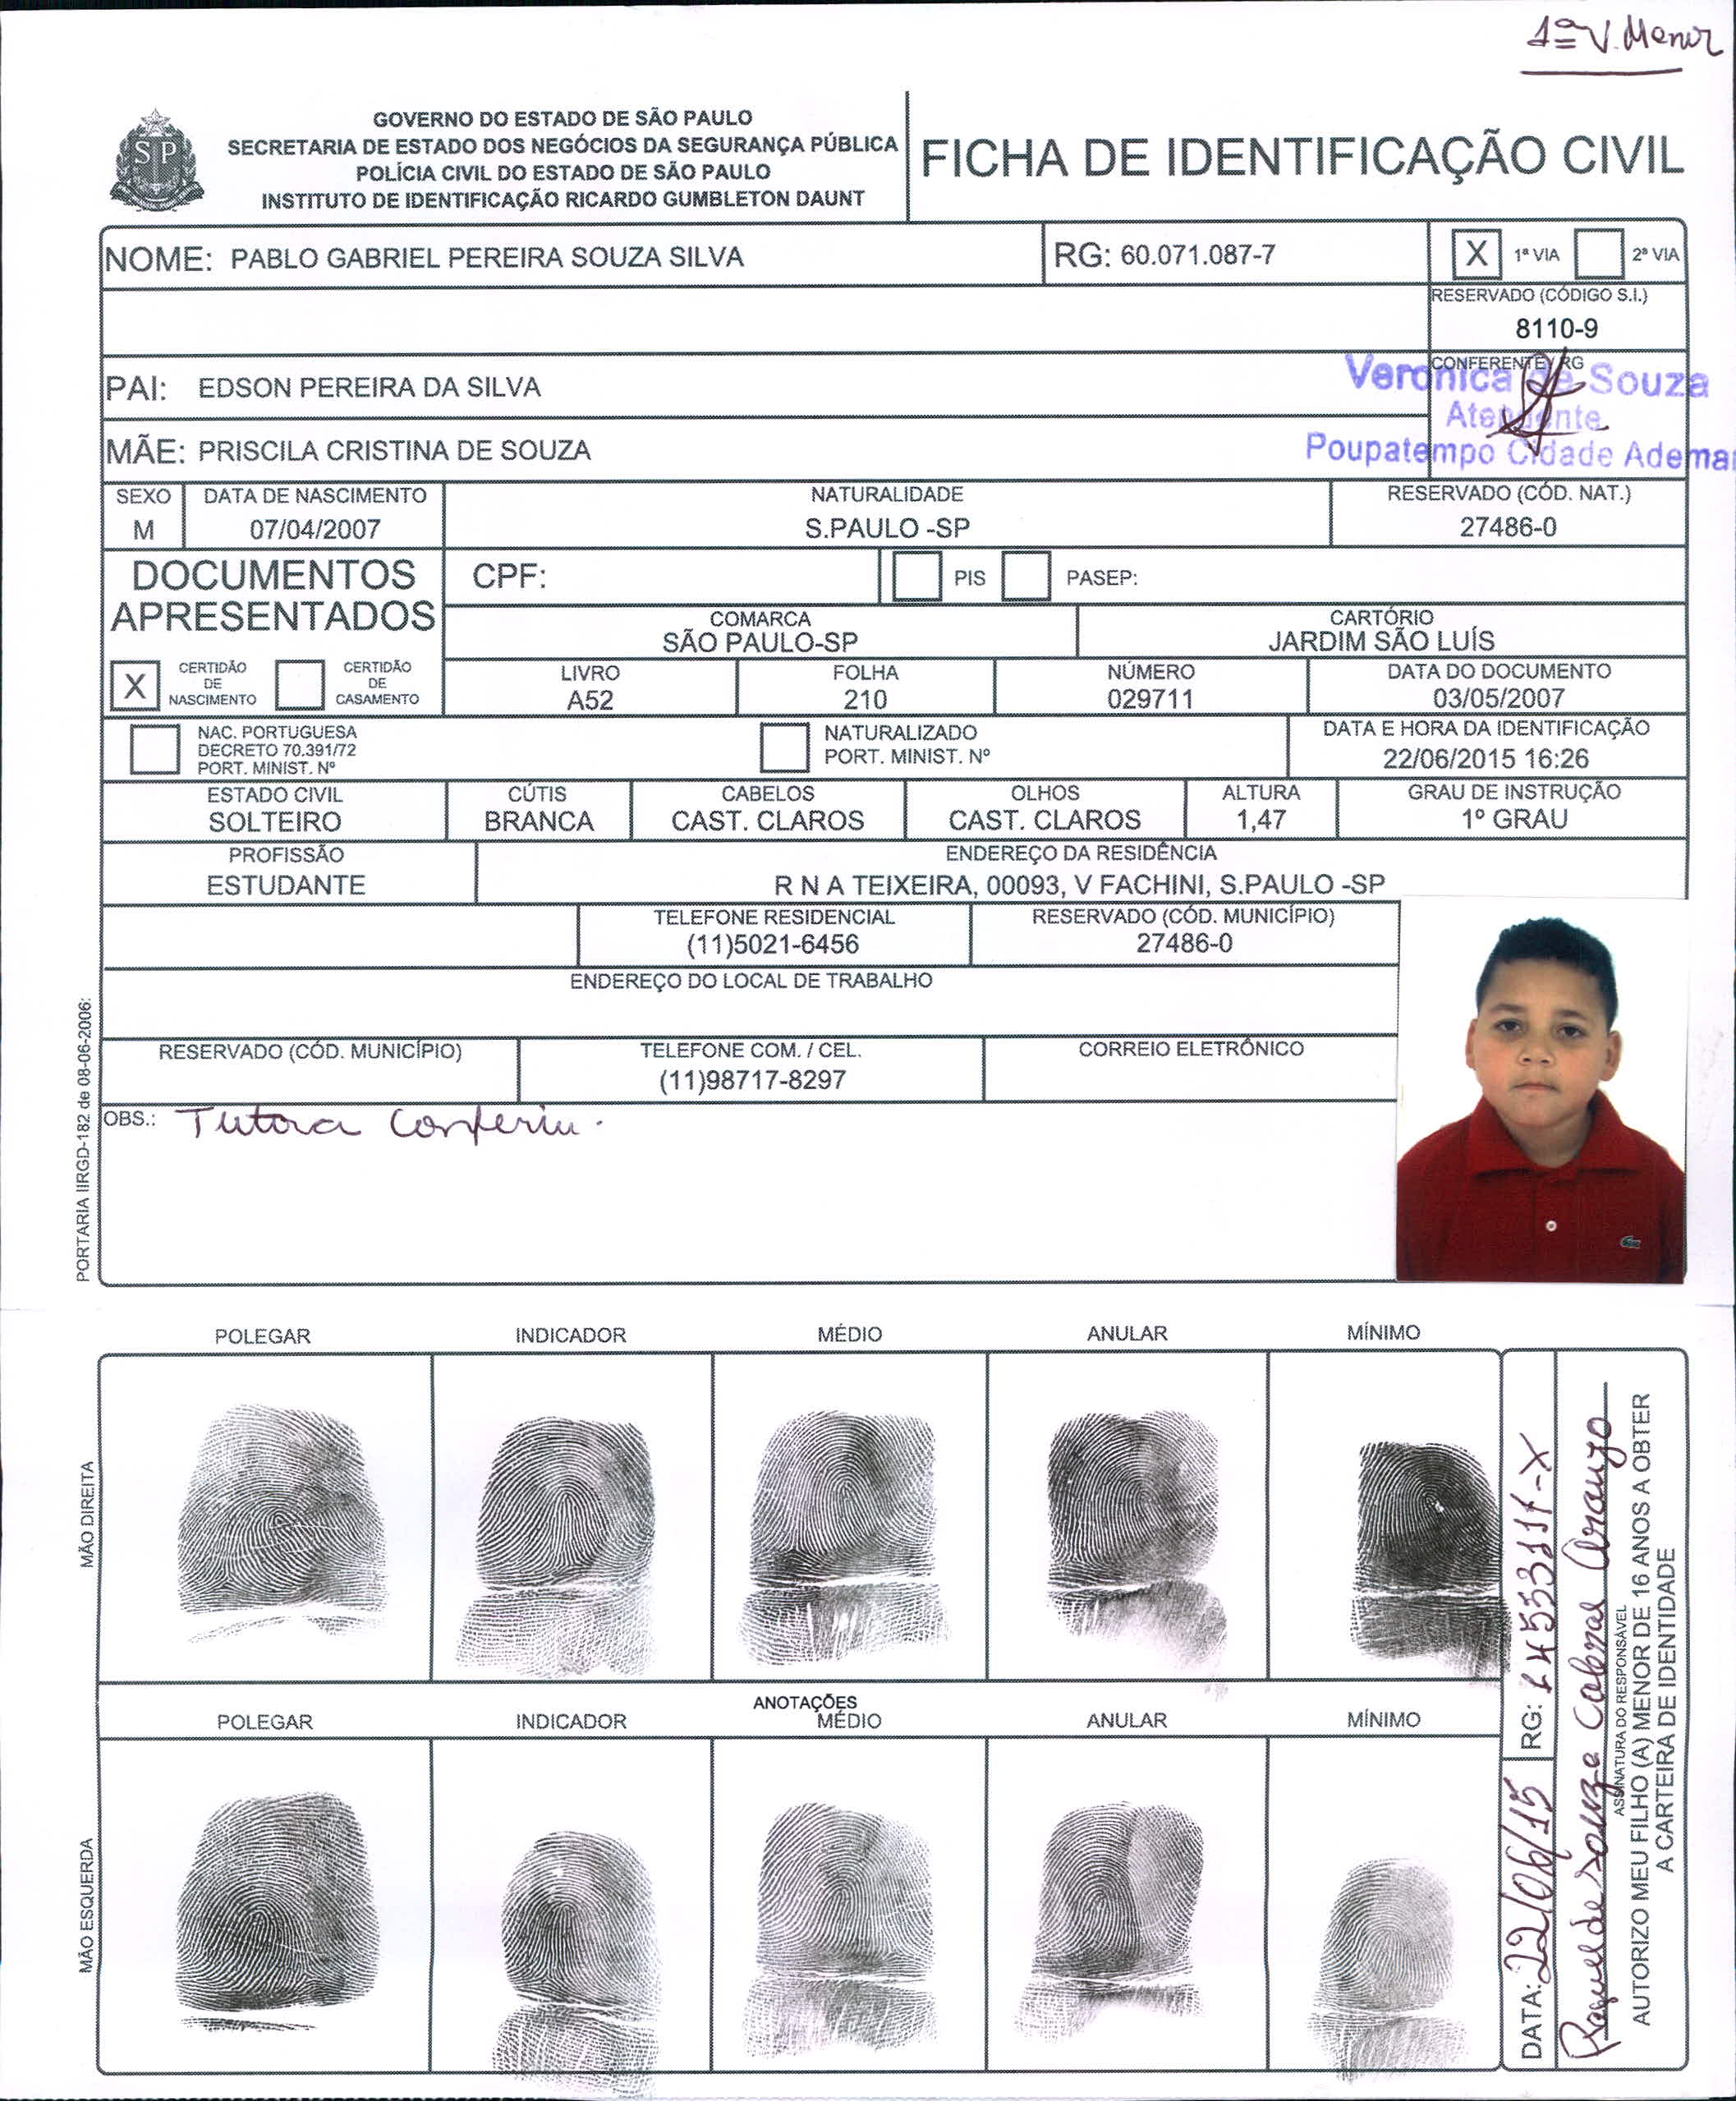 1ª V. Menor
SP
GOVERNO DO ESTADO DE SÃO PAULO
SECRETARIA DE ESTADO DOS NEGÓCIOS DA SEGURANÇA PÚBLICA
POLÍCIA CIVIL DO ESTADO DE SÃO PAULO
INSTITUTO DE IDENTIFICAÇÃO RICARDO GUMBLETON DAUNT
FICHA DE IDENTIFICAÇÃO CIVIL
NOME: PABLO GABRIEL PEREIRA SOUZA SILVA
RG: 60.071.087-7
X 1ª VIA 2ª VIA
RESERVADO (CÓDIGO S.I.)
8110-9
PAI: EDSON PEREIRA DA SILVA
CONFERENTE/RG
Veronica de Souza
Atendente
Poupatempo Cidade Ademar
MÃE: PRISCILA CRISTINA DE SOUZA
SEXO DATA DE NASCIMENTO NATURALIDADE RESERVADO (CÓD. NAT.)
M 07/04/2007 S.PAULO -SP 27486-0
DOCUMENTOS
APRESENTADOS
CPF: PIS PASEP:
COMARCA CARTÓRIO
SÃO PAULO-SP JARDIM SÃO LUÍS
X CERTIDÃO DE NASCIMENTO CERTIDÃO DE CASAMENTO
LIVRO FOLHA NÚMERO DATA DO DOCUMENTO
A52 210 029711 03/05/2007
NAC. PORTUGUESA
DECRETO 70.391/72
PORT. MINIST. Nº
NATURALIZADO
PORT. MINIST. Nº
DATA E HORA DA IDENTIFICAÇÃO
22/06/2015 16:26
ESTADO CIVIL CÚTIS CABELOS OLHOS ALTURA GRAU DE INSTRUÇÃO
SOLTEIRO BRANCA CAST. CLAROS CAST. CLAROS 1,47 1º GRAU
PROFISSÃO ENDEREÇO DA RESIDÊNCIA
ESTUDANTE R N A TEIXEIRA, 00093, V FACHINI, S.PAULO -SP
TELEFONE RESIDENCIAL RESERVADO (CÓD. MUNICÍPIO)
(11)5021-6456 27486-0
ENDEREÇO DO LOCAL DE TRABALHO
RESERVADO (CÓD. MUNICÍPIO) TELEFONE COM. / CEL. CORREIO ELETRÔNICO
(11)98717-8297
OBS.: Tutora Conferiu.
PORTARIA IIRGD-182 de 08-06-2006:
POLEGAR INDICADOR MÉDIO ANULAR MÍNIMO
MÃO DIREITA
ANOTAÇÕES
POLEGAR INDICADOR MÉDIO ANULAR MÍNIMO
MÃO ESQUERDA
DATA: 22/06/15 RG:
Raquel de Souza Cabral Araujo
ASSINATURA DO RESPONSÁVEL
AUTORIZO MEU FILHO (A) MENOR DE 16 ANOS A OBTER
A CARTEIRA DE IDENTIDADE